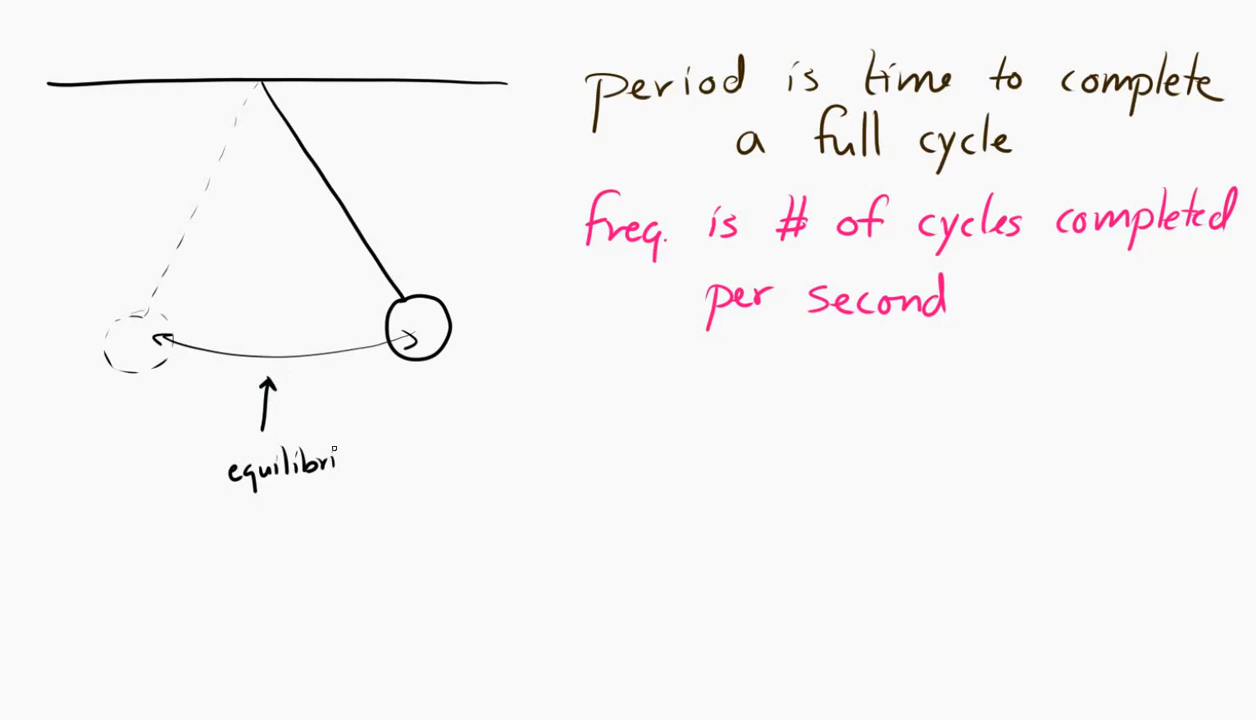 period is time to complete
a full cycle
freq. is # of cycles completed
per second
equilibri